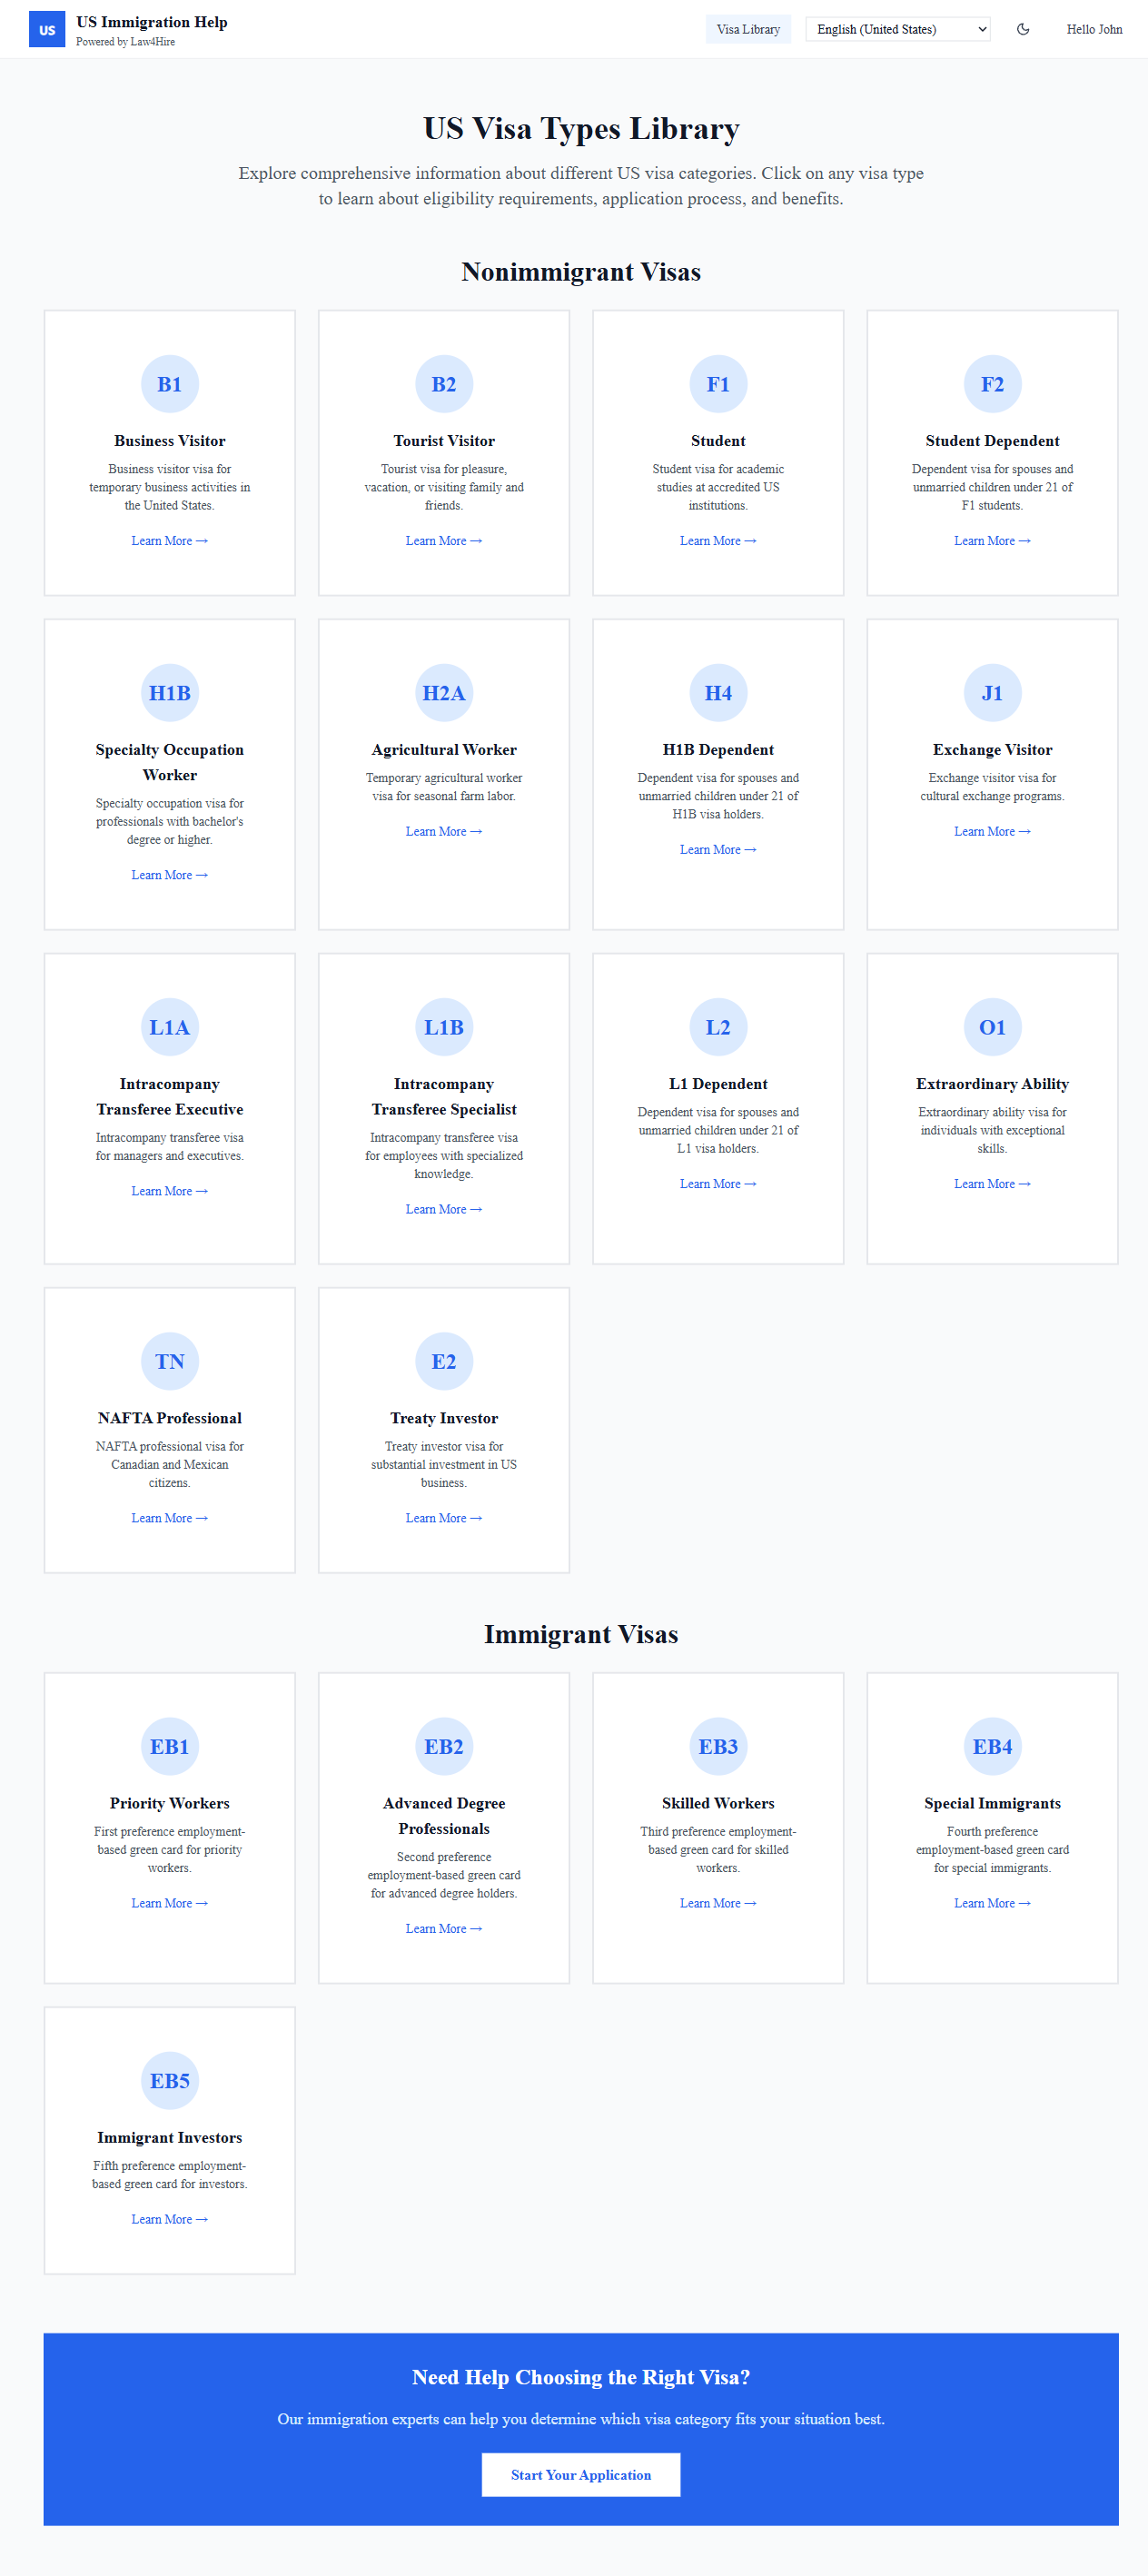 US
US Immigration Help
Powered by Law4Hire
Visa Library
English (United States)
Hello John
US Visa Types Library
Explore comprehensive information about different US visa categories. Click on any visa type
to learn about eligibility requirements, application process, and benefits.
Nonimmigrant Visas
B1
Business Visitor
Business visitor visa for
temporary business activities in
the United States.
Learn More →
B2
Tourist Visitor
Tourist visa for pleasure,
vacation, or visiting family and
friends.
Learn More →
F1
Student
Student visa for academic
studies at accredited US
institutions.
Learn More →
F2
Student Dependent
Dependent visa for spouses and
unmarried children under 21 of
F1 students.
Learn More →
H1B
Specialty Occupation
Worker
Specialty occupation visa for
professionals with bachelor's
degree or higher.
Learn More →
H2A
Agricultural Worker
Temporary agricultural worker
visa for seasonal farm labor.
Learn More →
H4
H1B Dependent
Dependent visa for spouses and
unmarried children under 21 of
H1B visa holders.
Learn More →
J1
Exchange Visitor
Exchange visitor visa for
cultural exchange programs.
Learn More →
L1A
Intracompany
Transferee Executive
Intracompany transferee visa
for managers and executives.
Learn More →
L1B
Intracompany
Transferee Specialist
Intracompany transferee visa
for employees with specialized
knowledge.
Learn More →
L2
L1 Dependent
Dependent visa for spouses and
unmarried children under 21 of
L1 visa holders.
Learn More →
O1
Extraordinary Ability
Extraordinary ability visa for
individuals with exceptional
skills.
Learn More →
TN
NAFTA Professional
NAFTA professional visa for
Canadian and Mexican
citizens.
Learn More →
E2
Treaty Investor
Treaty investor visa for
substantial investment in US
business.
Learn More →
Immigrant Visas
EB1
Priority Workers
First preference employment-
based green card for priority
workers.
Learn More →
EB2
Advanced Degree
Professionals
Second preference
employment-based green card
for advanced degree holders.
Learn More →
EB3
Skilled Workers
Third preference employment-
based green card for skilled
workers.
Learn More →
EB4
Special Immigrants
Fourth preference
employment-based green card
for special immigrants.
Learn More →
EB5
Immigrant Investors
Fifth preference employment-
based green card for investors.
Learn More →
Need Help Choosing the Right Visa?
Our immigration experts can help you determine which visa category fits your situation best.
Start Your Application